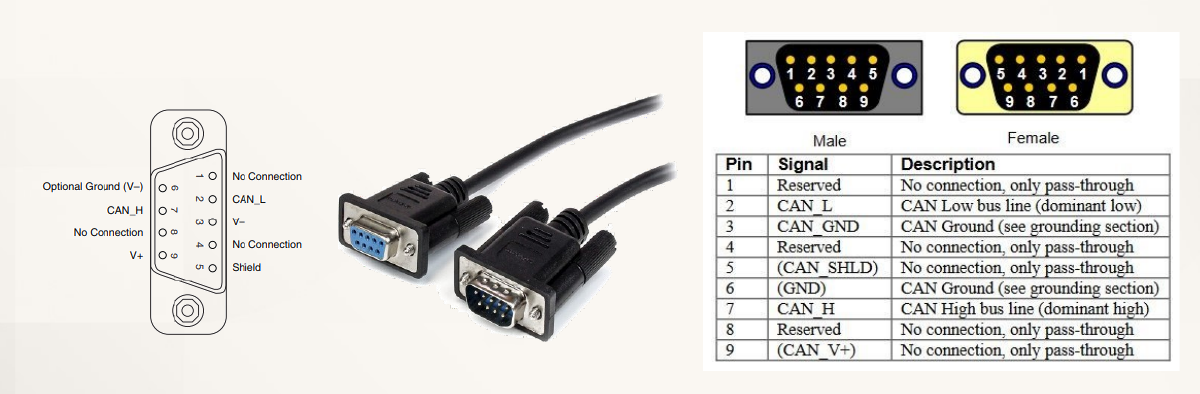 Optional Ground (V–)
CAN_H
No Connection
V+
6
7
8
9
1
2
3
4
5
No Connection
CAN_L
V–
No Connection
Shield
1 2 3 4 5
6 7 8 9
Male
5 4 3 2 1
9 8 7 6
Female
Pin Signal Description
1 Reserved No connection, only pass-through
2 CAN_L CAN Low bus line (dominant low)
3 CAN_GND CAN Ground (see grounding section)
4 Reserved No connection, only pass-through
5 (CAN_SHLD) No connection, only pass-through
6 (GND) CAN Ground (see grounding section)
7 CAN_H CAN High bus line (dominant high)
8 Reserved No connection, only pass-through
9 (CAN_V+) No connection, only pass-through